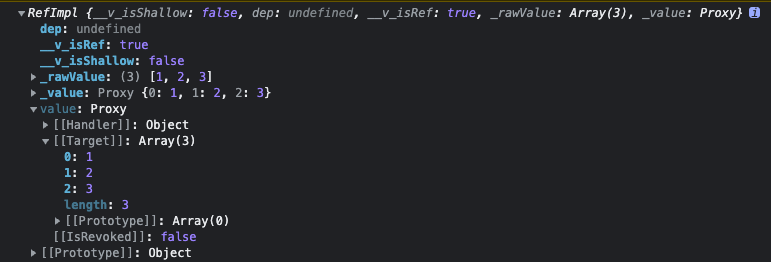 ▼RefImpl {__v_isShallow: false, dep: undefined, __v_isRef: true, _rawValue: Array(3), _value: Proxy} i
dep: undefined
__v_isRef: true
__v_isShallow: false
▶_rawValue: (3) [1, 2, 3]
▶_value: Proxy {0: 1, 1: 2, 2: 3}
▼value: Proxy
▶[[Handler]]: Object
▼[[Target]]: Array(3)
0: 1
1: 2
2: 3
length: 3
▶[[Prototype]]: Array(0)
[[IsRevoked]]: false
▶[[Prototype]]: Object